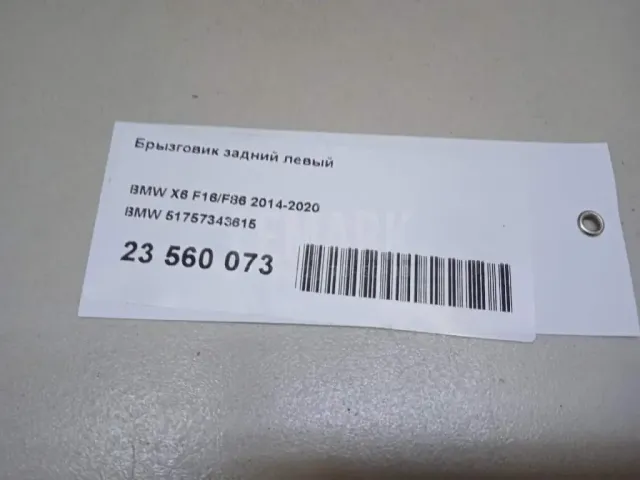 Брызговик задний левый
BMW X6 F16/F86 2014-2020
BMW 51757343615
23 560 073